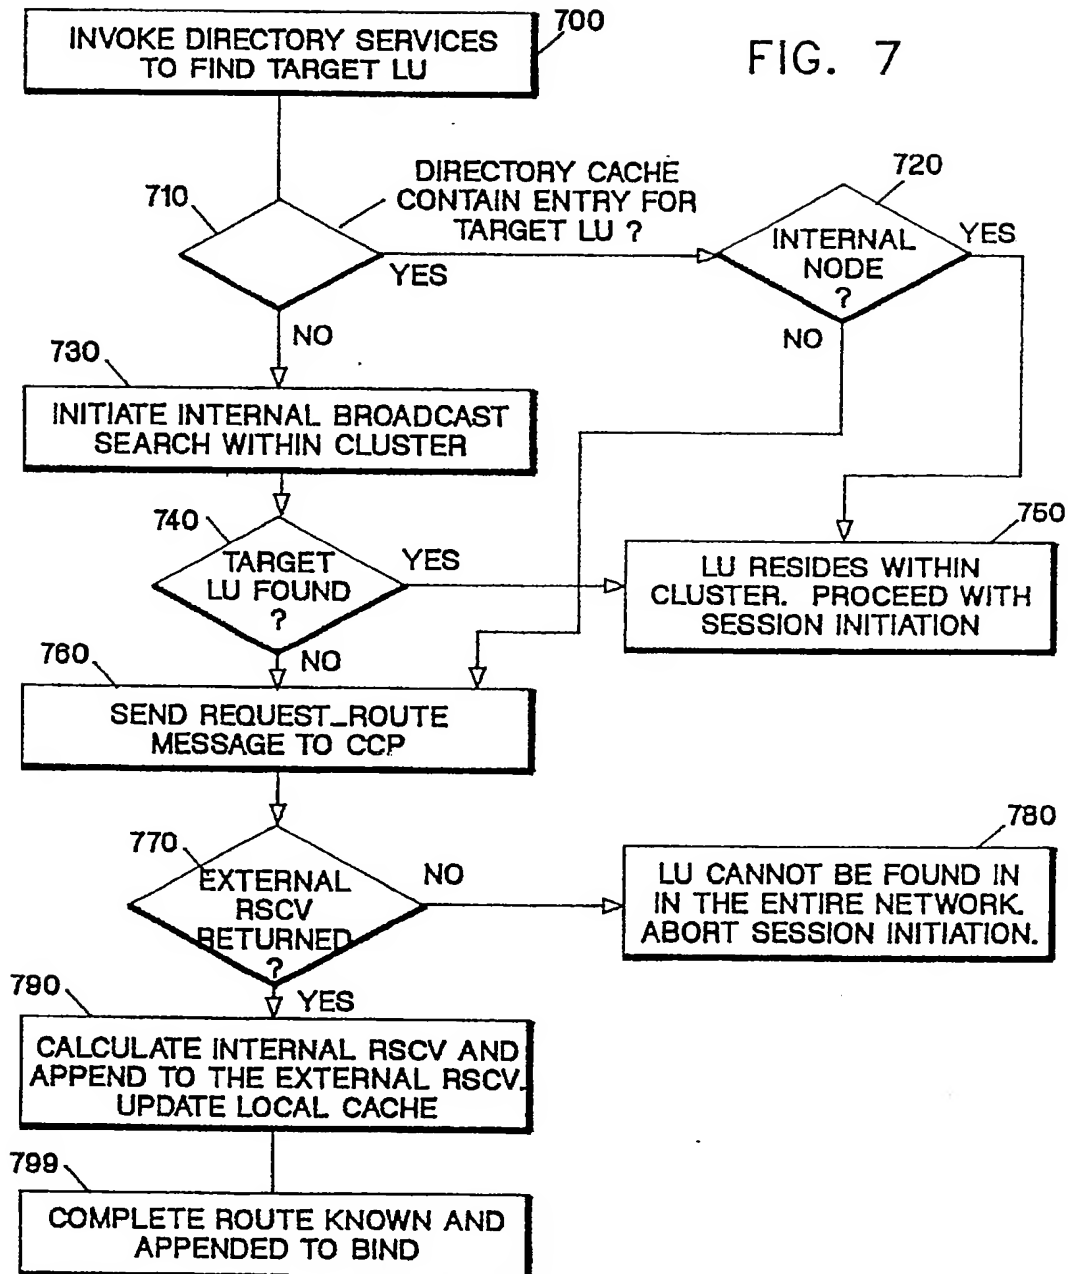 700
INVOKE DIRECTORY SERVICES
TO FIND TARGET LU
FIG. 7
710
DIRECTORY CACHE
CONTAIN ENTRY FOR
TARGET LU ?
YES
NO
720
INTERNAL
NODE
?
YES
NO
730
INITIATE INTERNAL BROADCAST
SEARCH WITHIN CLUSTER
740
TARGET
LU FOUND
?
YES
NO
750
LU RESIDES WITHIN
CLUSTER. PROCEED WITH
SESSION INITIATION
760
SEND REQUEST_ROUTE
MESSAGE TO CCP
770
EXTERNAL
RSCV
RETURNED
?
NO
YES
780
LU CANNOT BE FOUND IN
IN THE ENTIRE NETWORK.
ABORT SESSION INITIATION.
790
CALCULATE INTERNAL RSCV AND
APPEND TO THE EXTERNAL RSCV.
UPDATE LOCAL CACHE
799
COMPLETE ROUTE KNOWN AND
APPENDED TO BIND